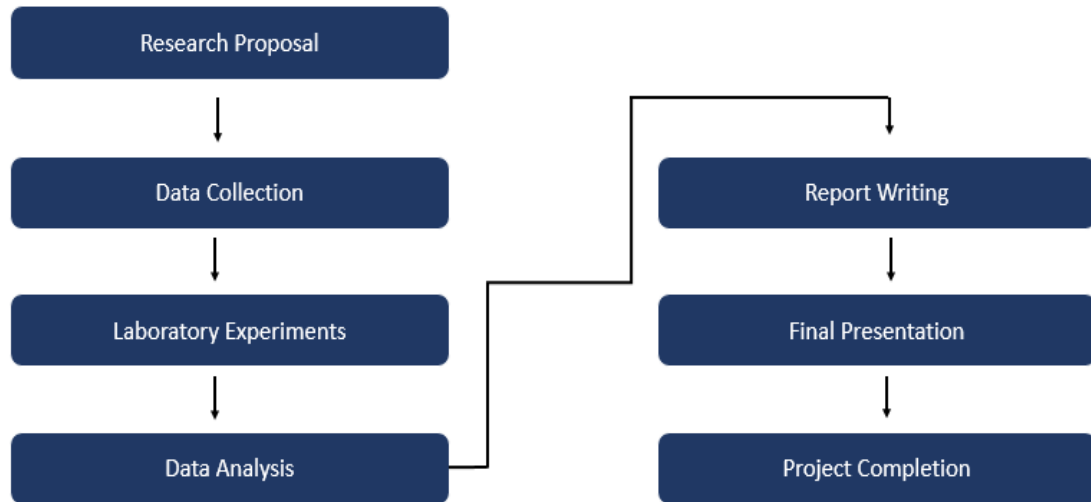 Research Proposal
Data Collection
Laboratory Experiments
Data Analysis
Report Writing
Final Presentation
Project Completion